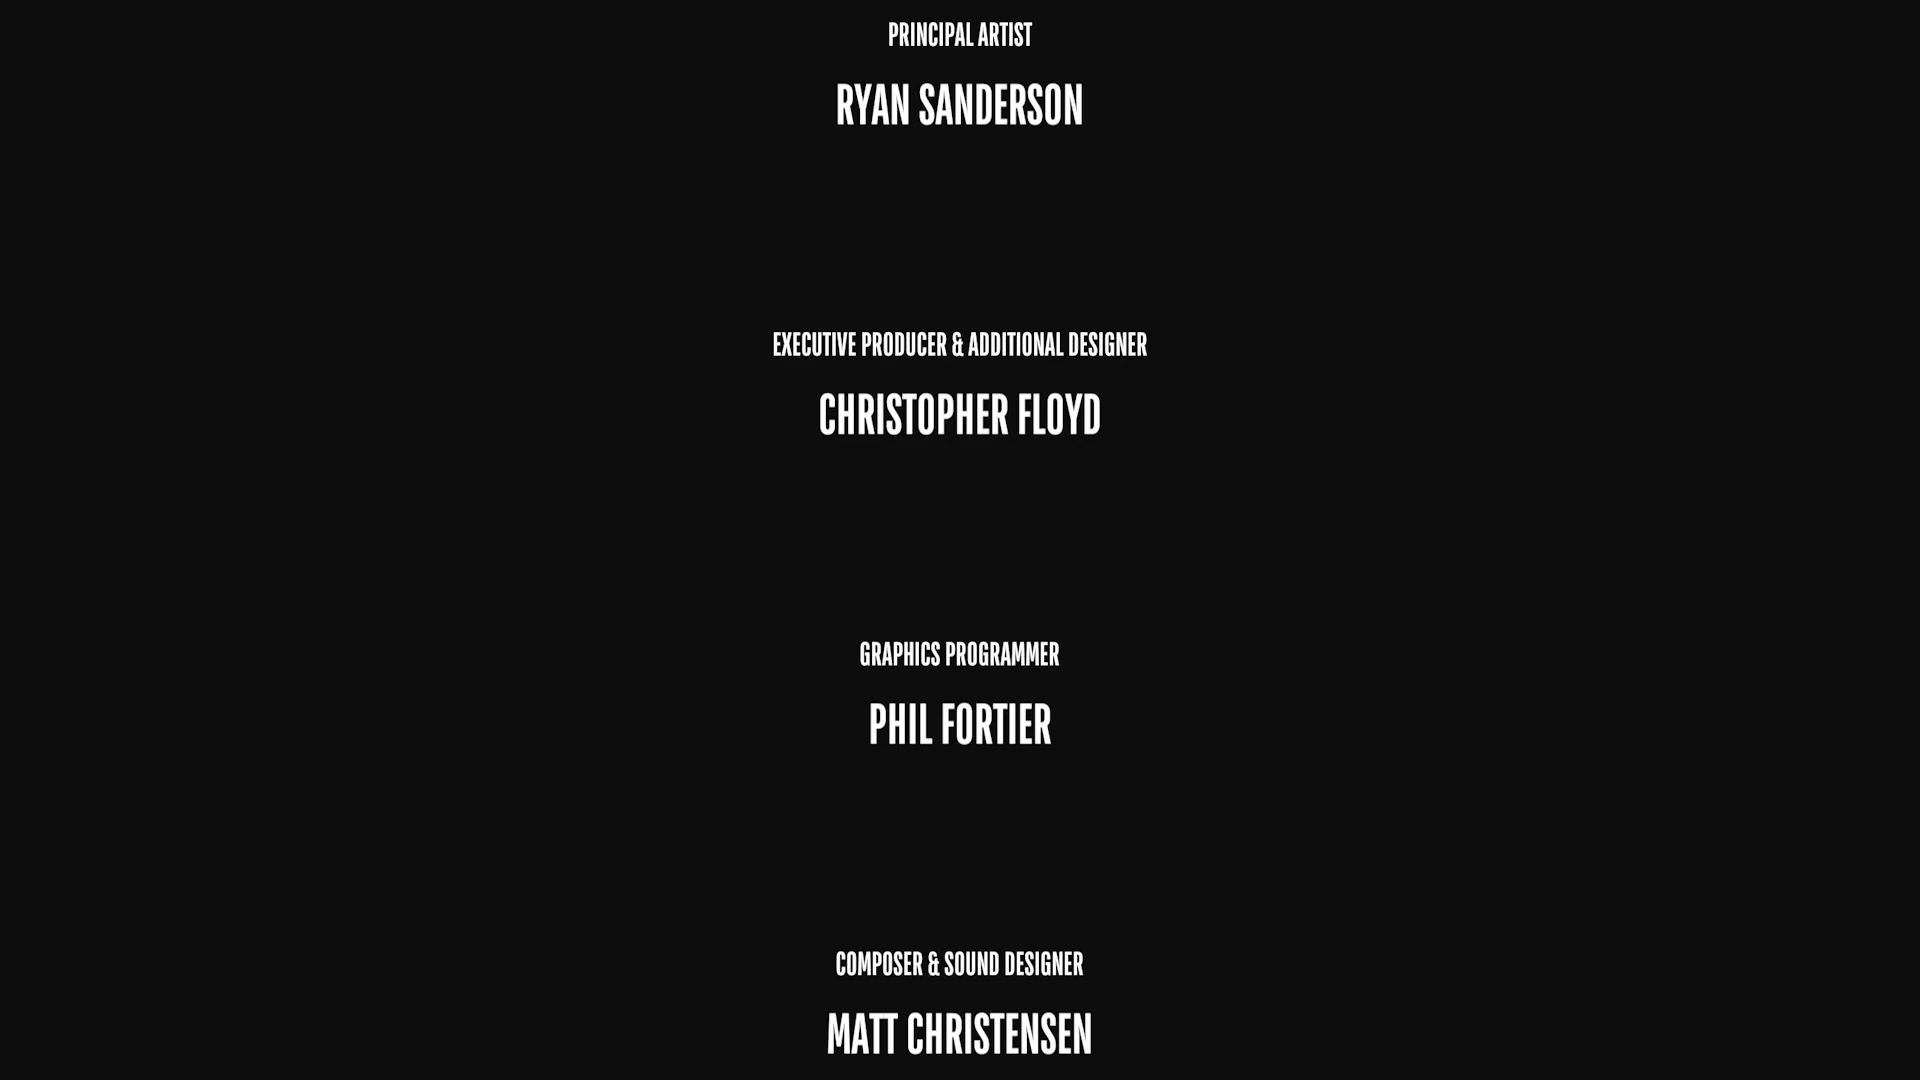 PRINCIPAL ARTIST
RYAN SANDERSON
EXECUTIVE PRODUCER & ADDITIONAL DESIGNER
CHRISTOPHER FLOYD
GRAPHICS PROGRAMMER
PHIL FORTIER
COMPOSER & SOUND DESIGNER
MATT CHRISTENSEN